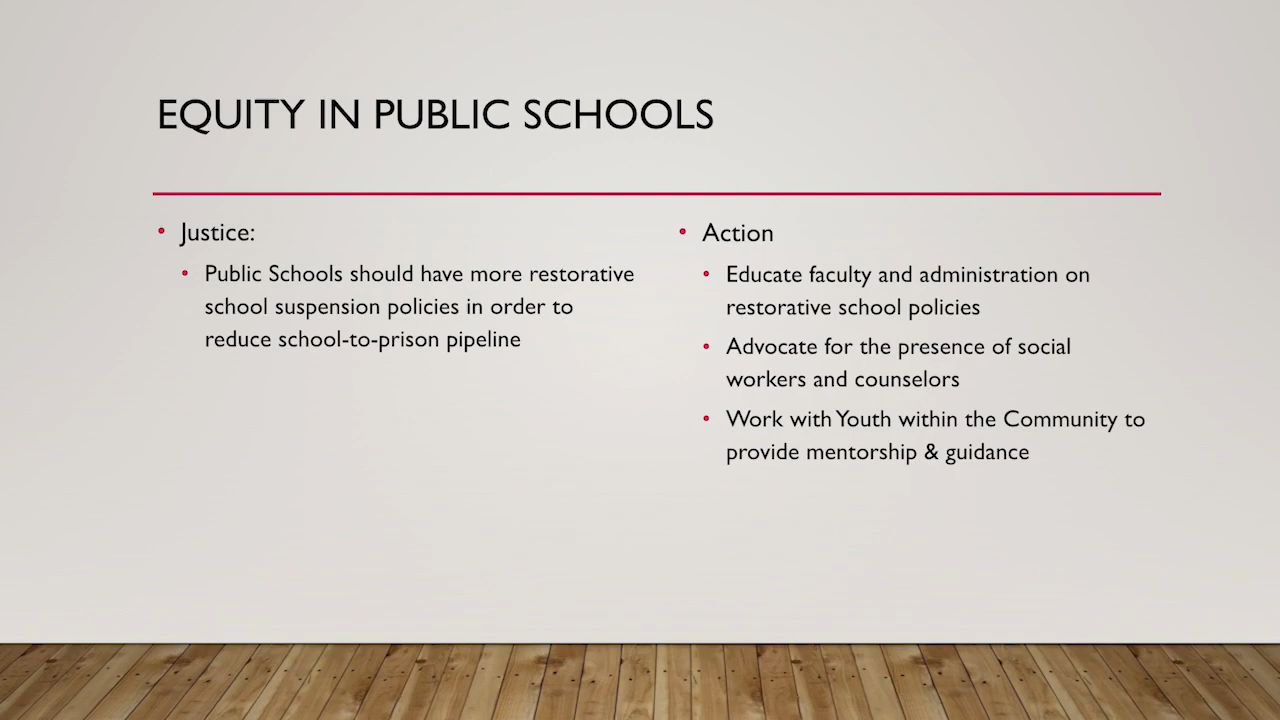 EQUITY IN PUBLIC SCHOOLS
• Justice:
• Public Schools should have more restorative
school suspension policies in order to
reduce school-to-prison pipeline
• Action
• Educate faculty and administration on
restorative school policies
• Advocate for the presence of social
workers and counselors
• Work with Youth within the Community to
provide mentorship & guidance